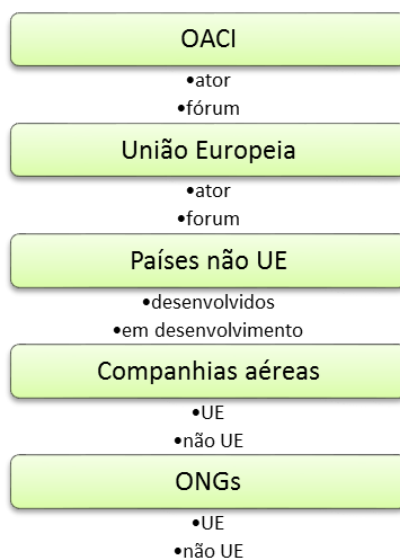 OACI
•ator
•fórum
União Europeia
•ator
•forum
Países não UE
•desenvolvidos
•em desenvolvimento
Companhias aéreas
•UE
•não UE
ONGs
•UE
•não UE